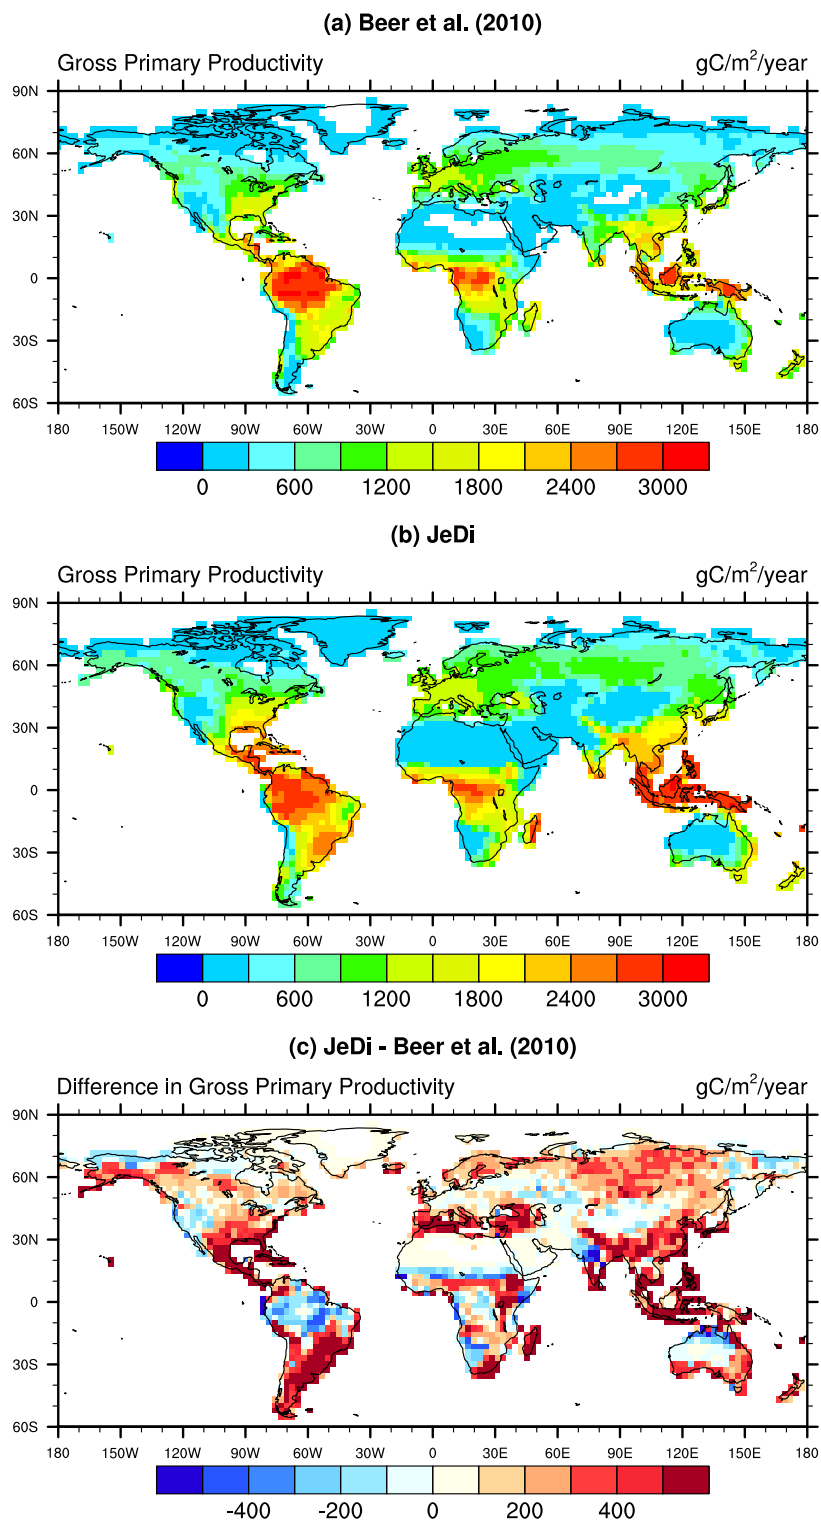 (a) Beer et al. (2010)
Gross Primary Productivity gC/m²/year
90N
60N
30N
0
30S
60S
180 150W 120W 90W 60W 30W 0 30E 60E 90E 120E 150E 180
0 600 1200 1800 2400 3000
(b) JeDi
Gross Primary Productivity gC/m²/year
90N
60N
30N
0
30S
60S
180 150W 120W 90W 60W 30W 0 30E 60E 90E 120E 150E 180
0 600 1200 1800 2400 3000
(c) JeDi - Beer et al. (2010)
Difference in Gross Primary Productivity gC/m²/year
90N
60N
30N
0
30S
60S
180 150W 120W 90W 60W 30W 0 30E 60E 90E 120E 150E 180
-400 -200 0 200 400